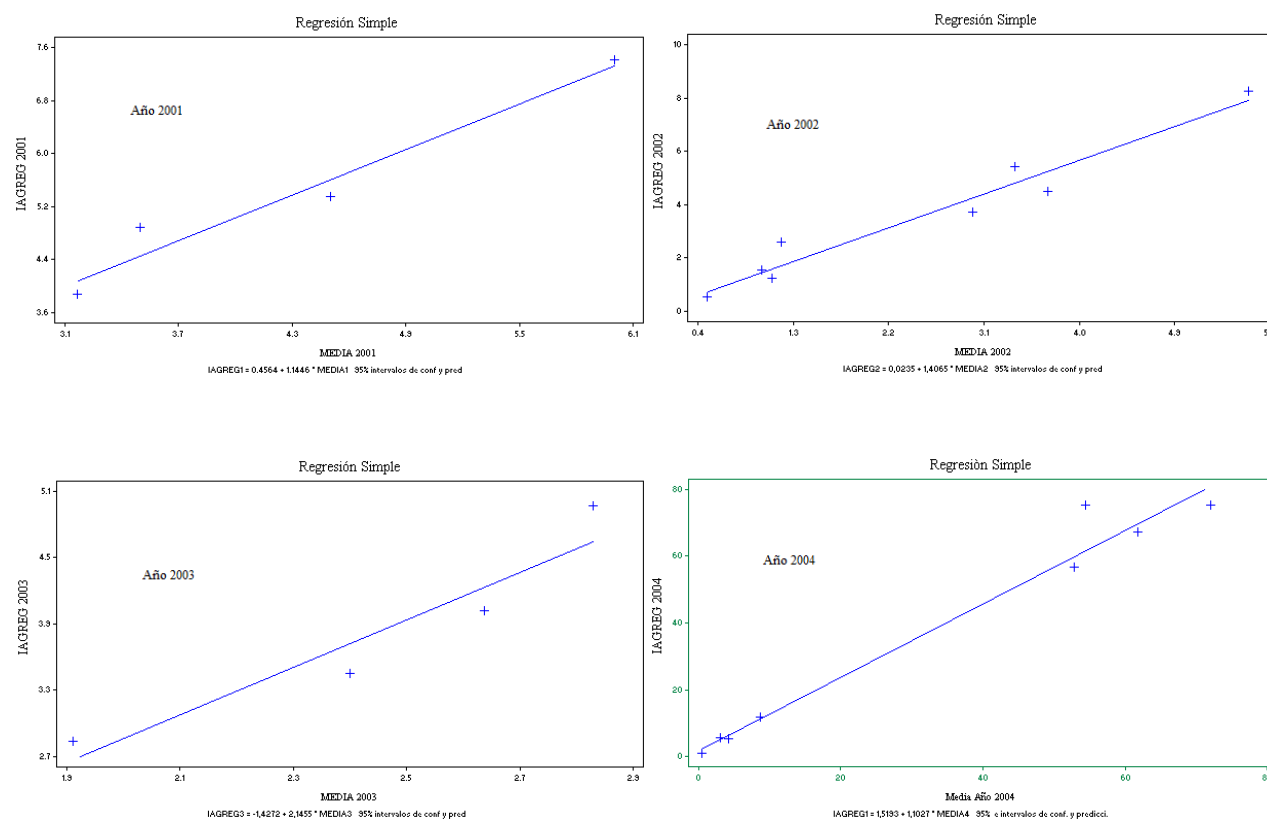 Regresión Simple
7.6
6.8
6.0
5.2
4.4
3.6
IAGREG 2001
Año 2001
3.1 3.7 4.3 4.9 5.5 6.1
MEDIA 2001
IAGREG1 = 0.4564 + 1.1446 * MEDIA1 95% intervalos de conf y pred
Regresión Simple
10
8
6
4
2
0
IAGREG 2002
Año 2002
0.4 1.3 2.2 3.1 4.0 4.9
MEDIA 2002
IAGREG2 = 0,0235 + 1,4065 * MEDIA2 95% intervalos de conf y pred
Regresión Simple
5.1
4.5
3.9
3.3
2.7
IAGREG 2003
Año 2003
1.9 2.1 2.3 2.5 2.7 2.9
MEDIA 2003
IAGREG3 = -1,4272 + 2,1455 * MEDIA3 95% intervalos de conf y pred
Regresiòn Simple
80
60
40
20
0
IAGREG 2004
Año 2004
0 20 40 60
Media Año 2004
IAGREG1 = 1,5193 + 1,1027 * MEDIA4 95% e intervalos de conf. y predicci.